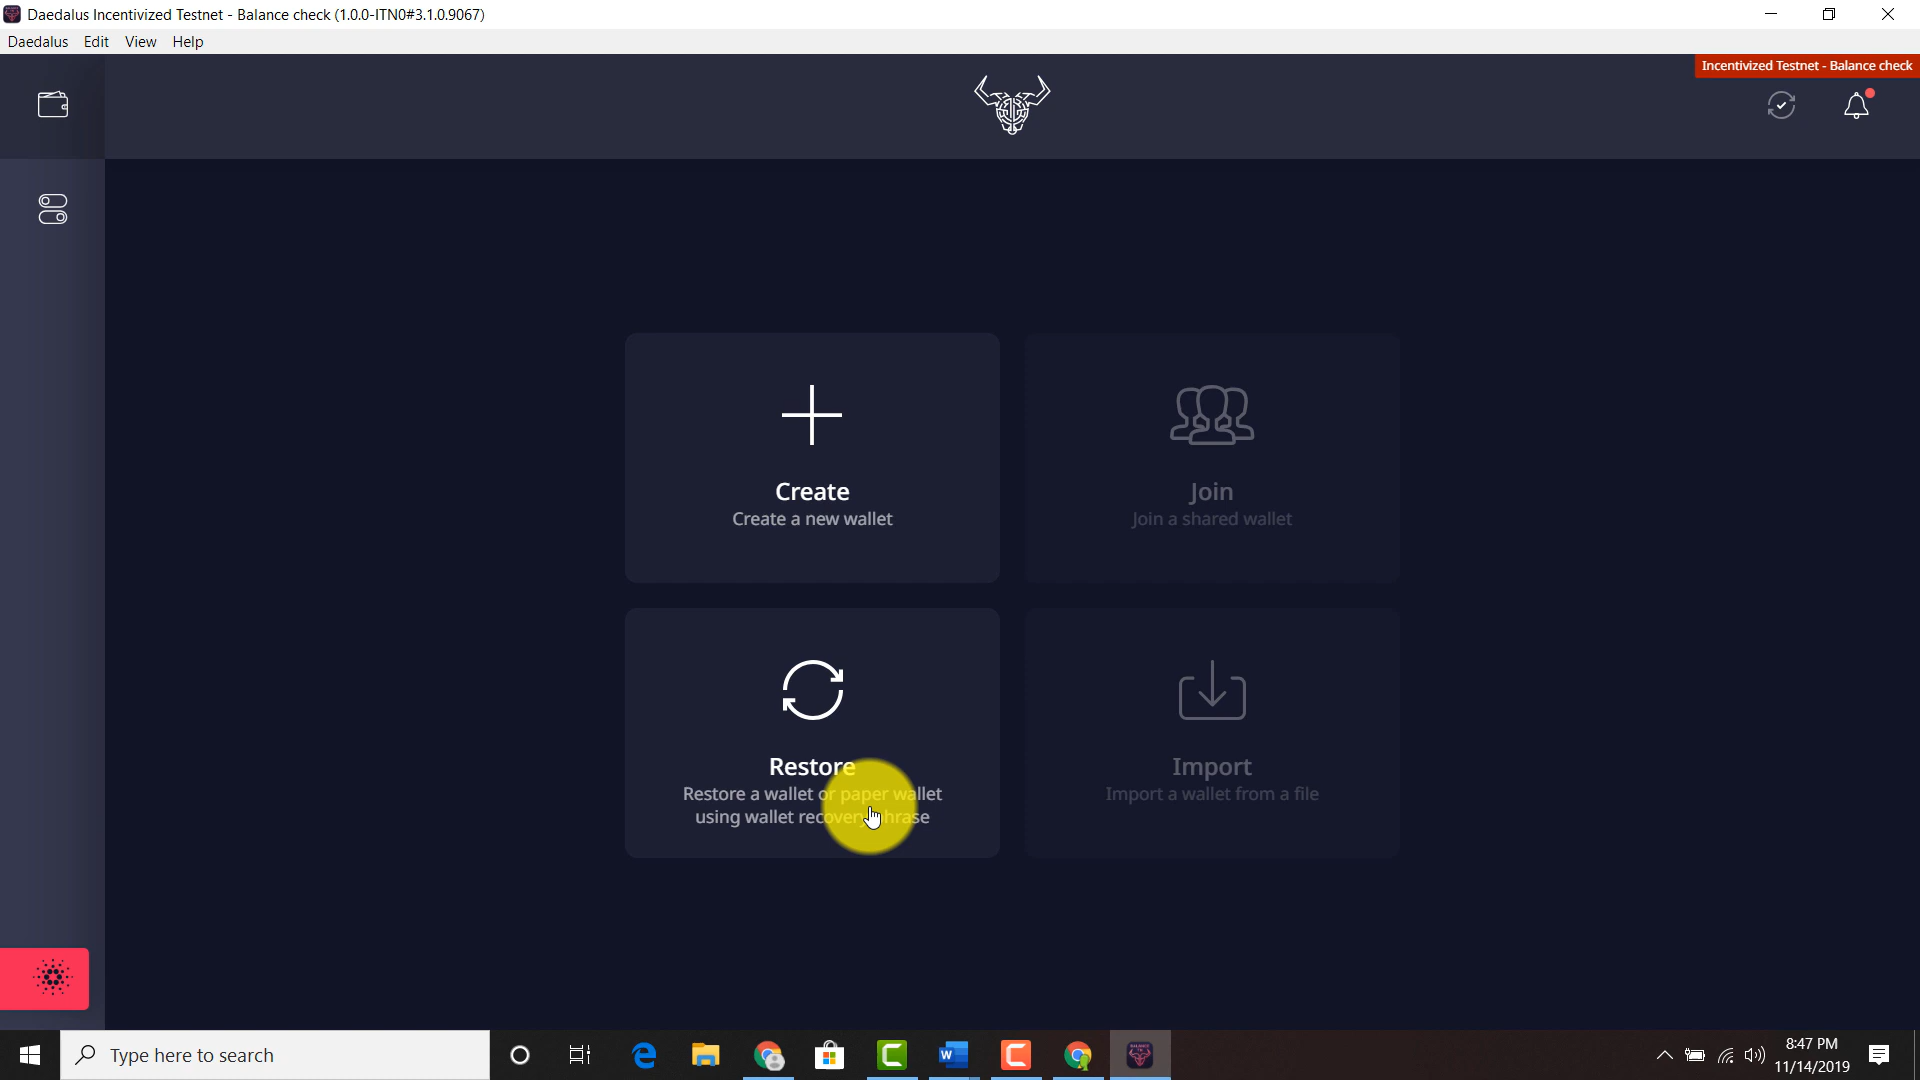 Daedalus Incentivized Testnet - Balance check (1.0.0-ITN0#3.1.0.9067)
Daedalus Edit View Help
Incentivized Testnet - Balance check
Create
Create a new wallet
Join
Join a shared wallet
Restore
Restore a wallet or paper wallet
using wallet recovery phrase
Import
Import a wallet from a file
Type here to search
8:47 PM
11/14/2019